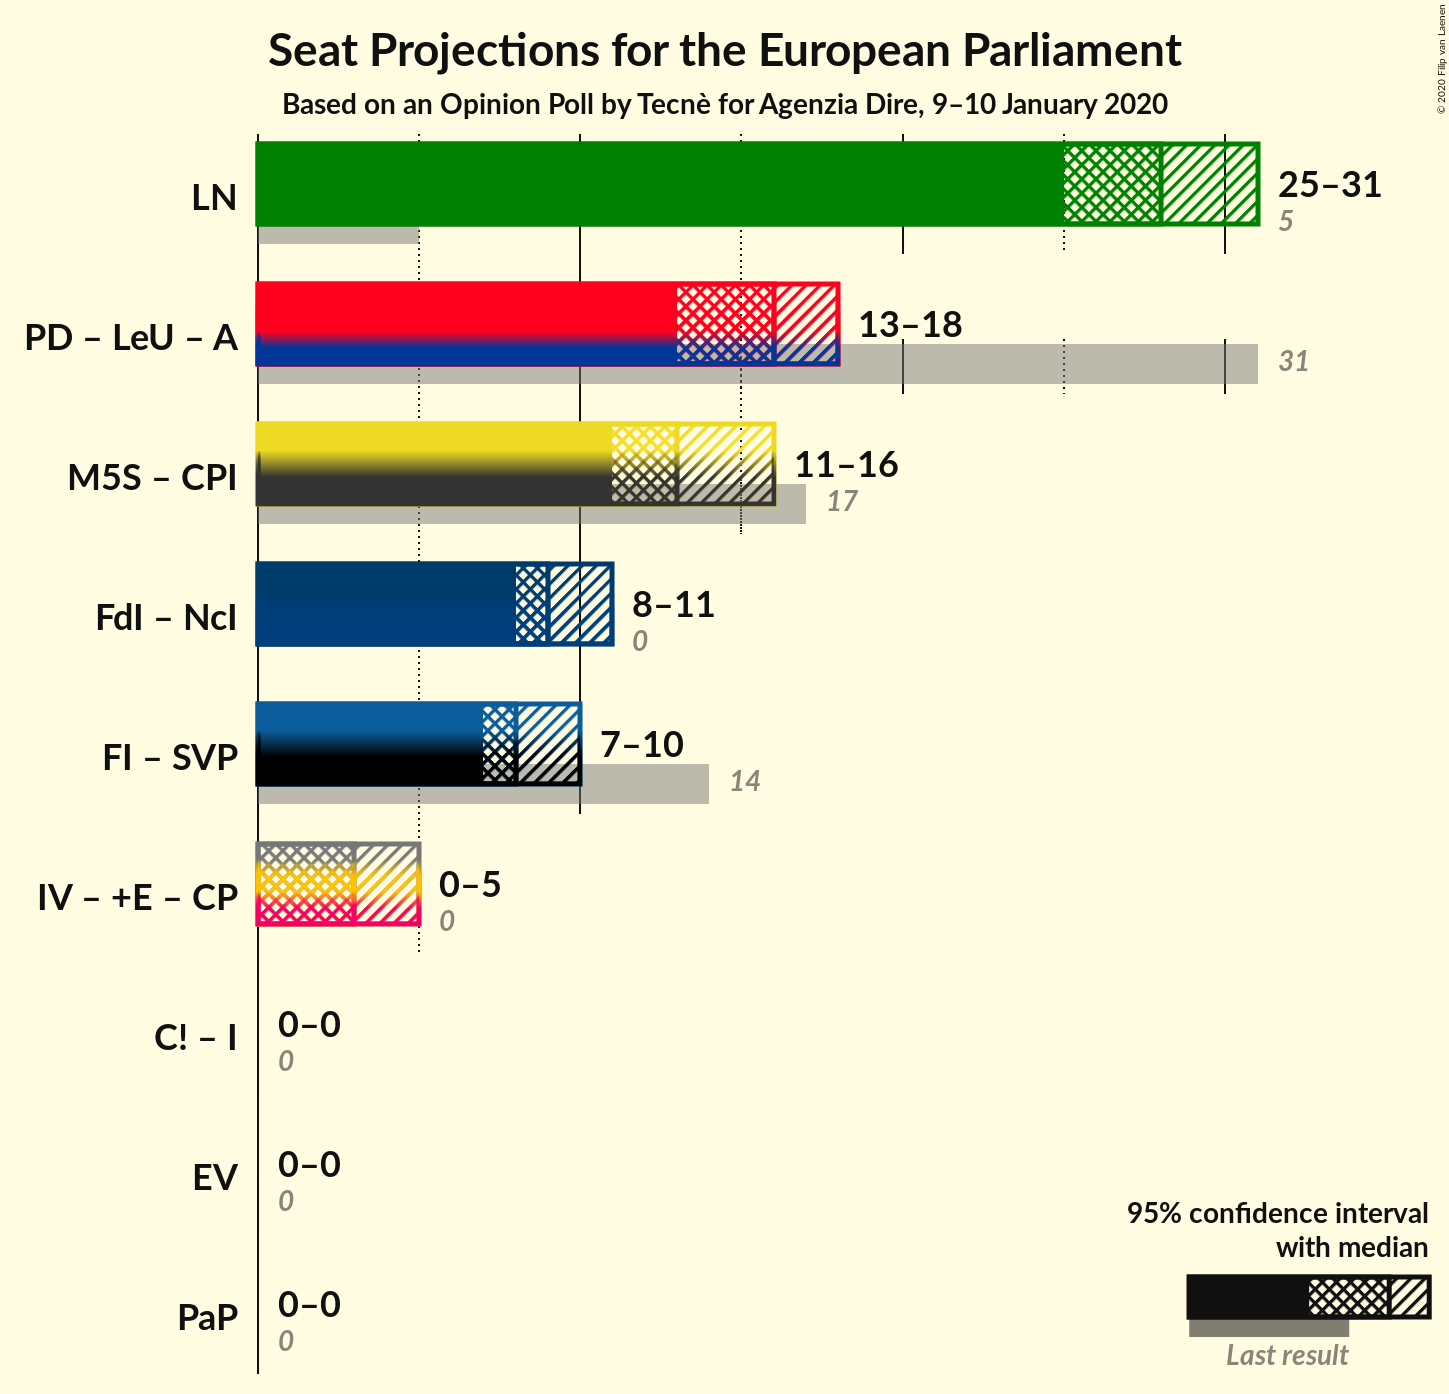 Seat Projections for the European Parliament
Based on an Opinion Poll by Tecnè for Agenzia Dire, 9–10 January 2020
© 2020 Filip van Laenen
LN
25–31
5
PD – LeU – A
13–18
31
M5S – CPI
11–16
17
FdI – NcI
8–11
0
FI – SVP
7–10
14
IV – +E – CP
0–5
0
C! – I
0–0
0
EV
0–0
0
PaP
0–0
0
95% confidence interval
with median
Last result